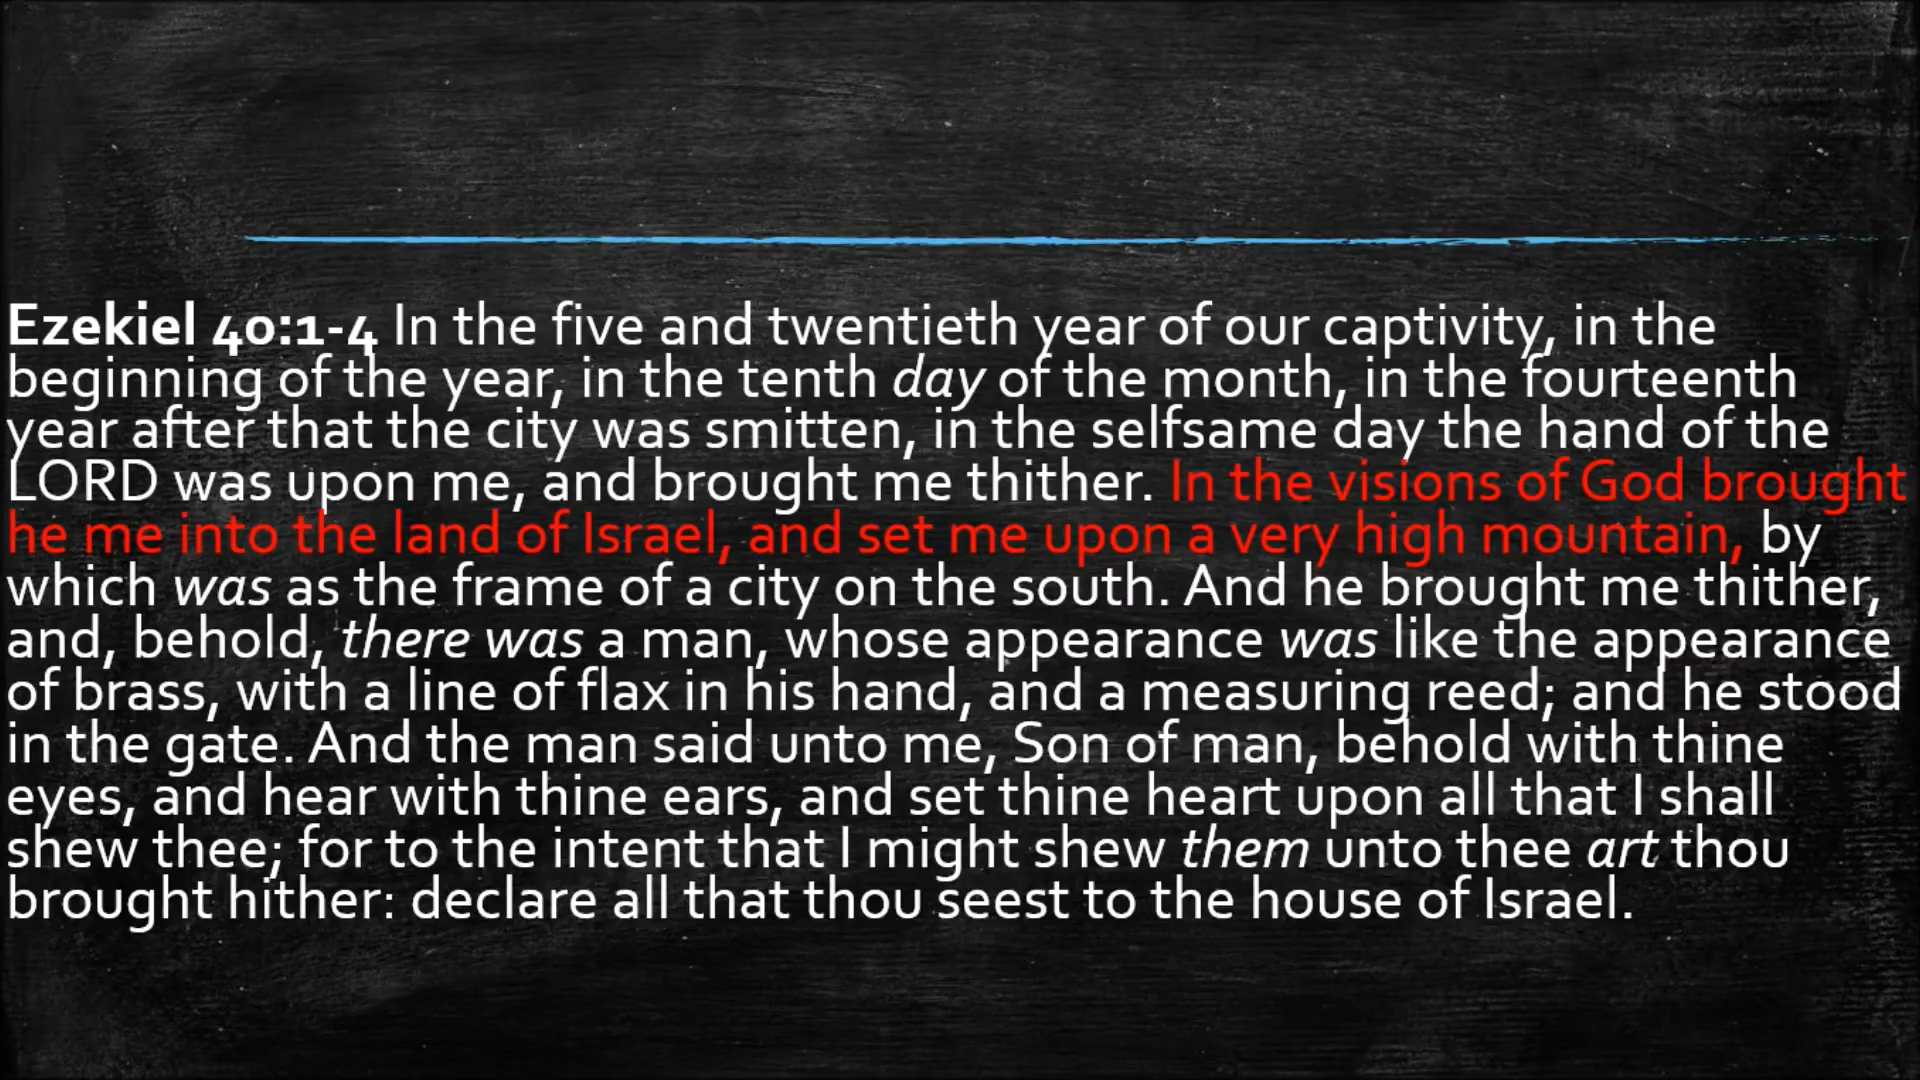 Ezekiel 40:1-4 In the five and twentieth year of our captivity, in the
beginning of the year, in the tenth day of the month, in the fourteenth
year after that the city was smitten, in the selfsame day the hand of the
LORD was upon me, and brought me thither. In the visions of God brought
he me into the land of Israel, and set me upon a very high mountain, by
which was as the frame of a city on the south. And he brought me thither,
and, behold, there was a man, whose appearance was like the appearance
of brass, with a line of flax in his hand, and a measuring reed; and he stood
in the gate. And the man said unto me, Son of man, behold with thine
eyes, and hear with thine ears, and set thine heart upon all that I shall
shew thee; for to the intent that I might shew them unto thee art thou
brought hither: declare all that thou seest to the house of Israel.